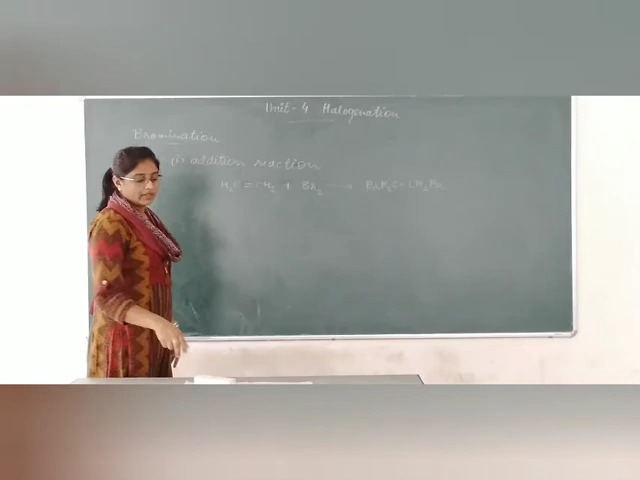 Unit-4 Halogenation
Bromination
i) addition reaction
H₂C=CH₂ + Br₂ → BrH₂C-CH₂Br